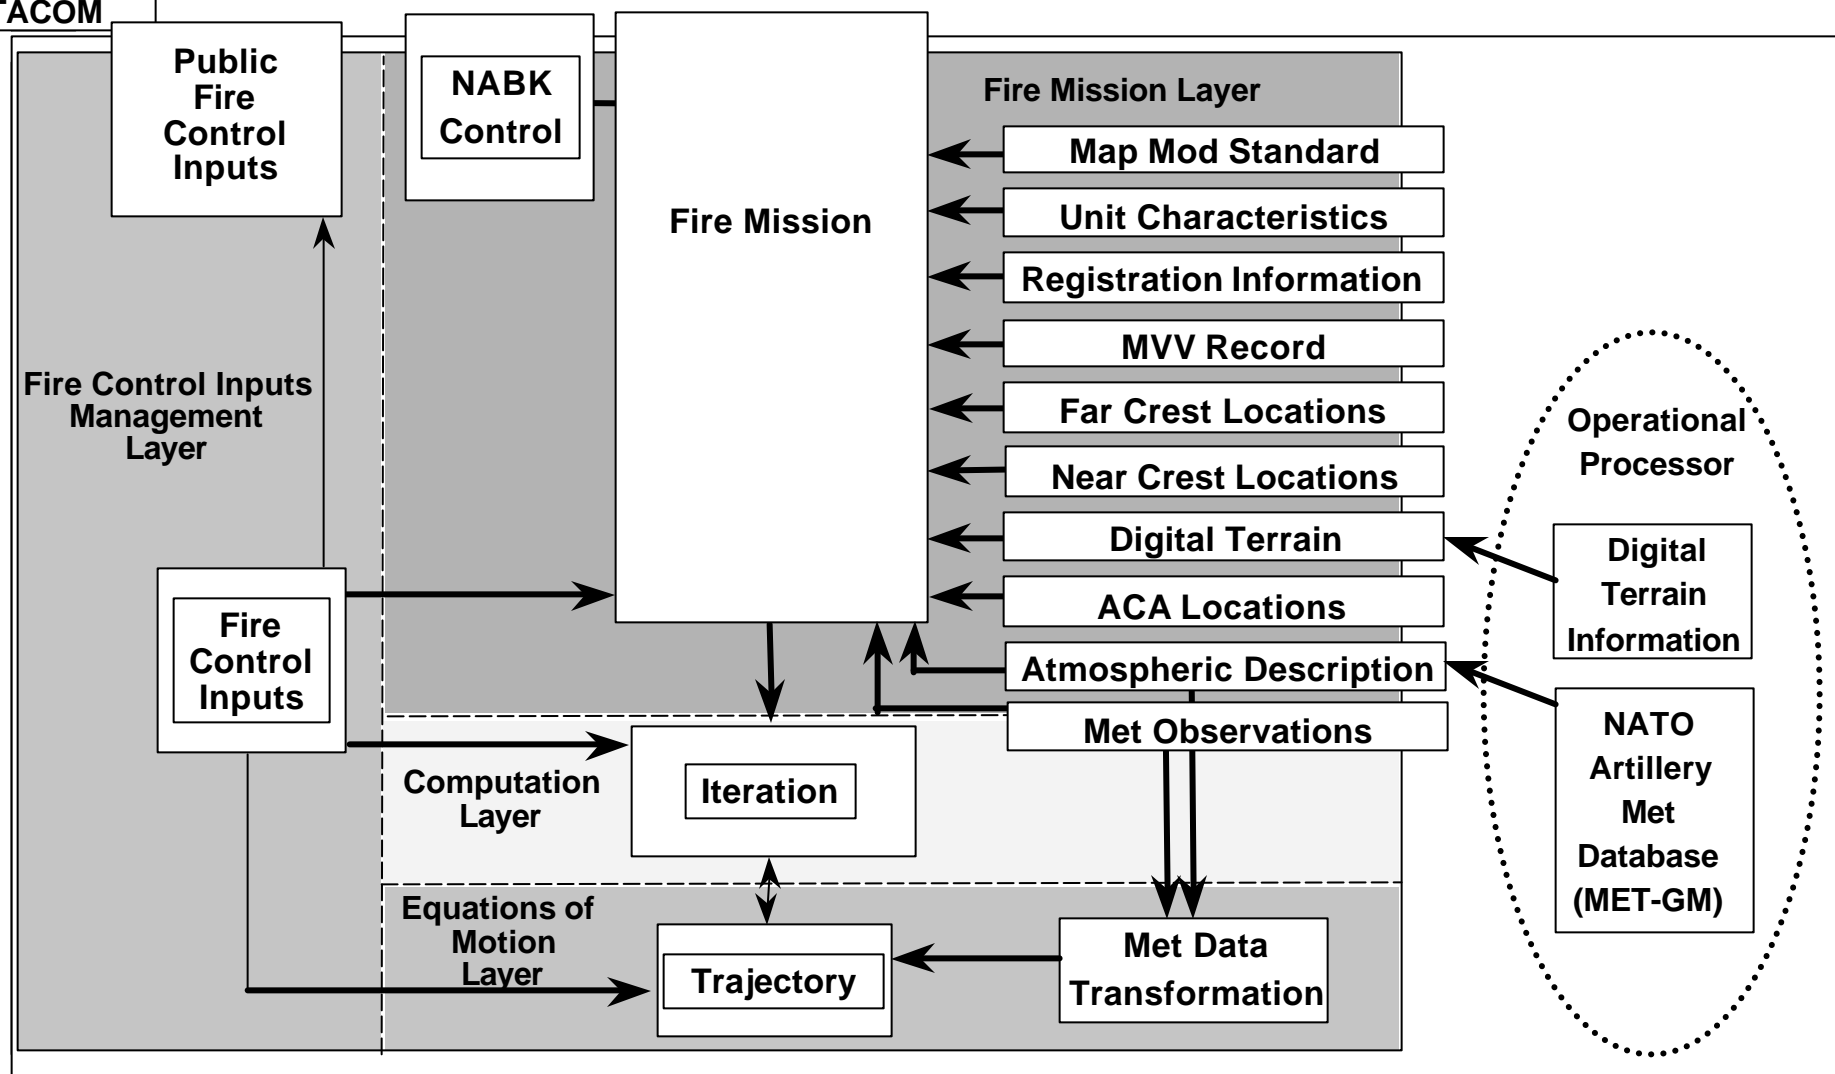 TACOM
Public
Fire
Control
Inputs
NABK
Control
Fire Mission
Fire Mission Layer
Map Mod Standard
Unit Characteristics
Registration Information
MVV Record
Far Crest Locations
Near Crest Locations
Digital Terrain
ACA Locations
Atmospheric Description
Met Observations
Fire Control Inputs
Management
Layer
Fire
Control
Inputs
Computation
Layer
Iteration
Equations of
Motion
Layer
Trajectory
Met Data
Transformation
Operational
Processor
Digital
Terrain
Information
NATO
Artillery
Met
Database
(MET-GM)